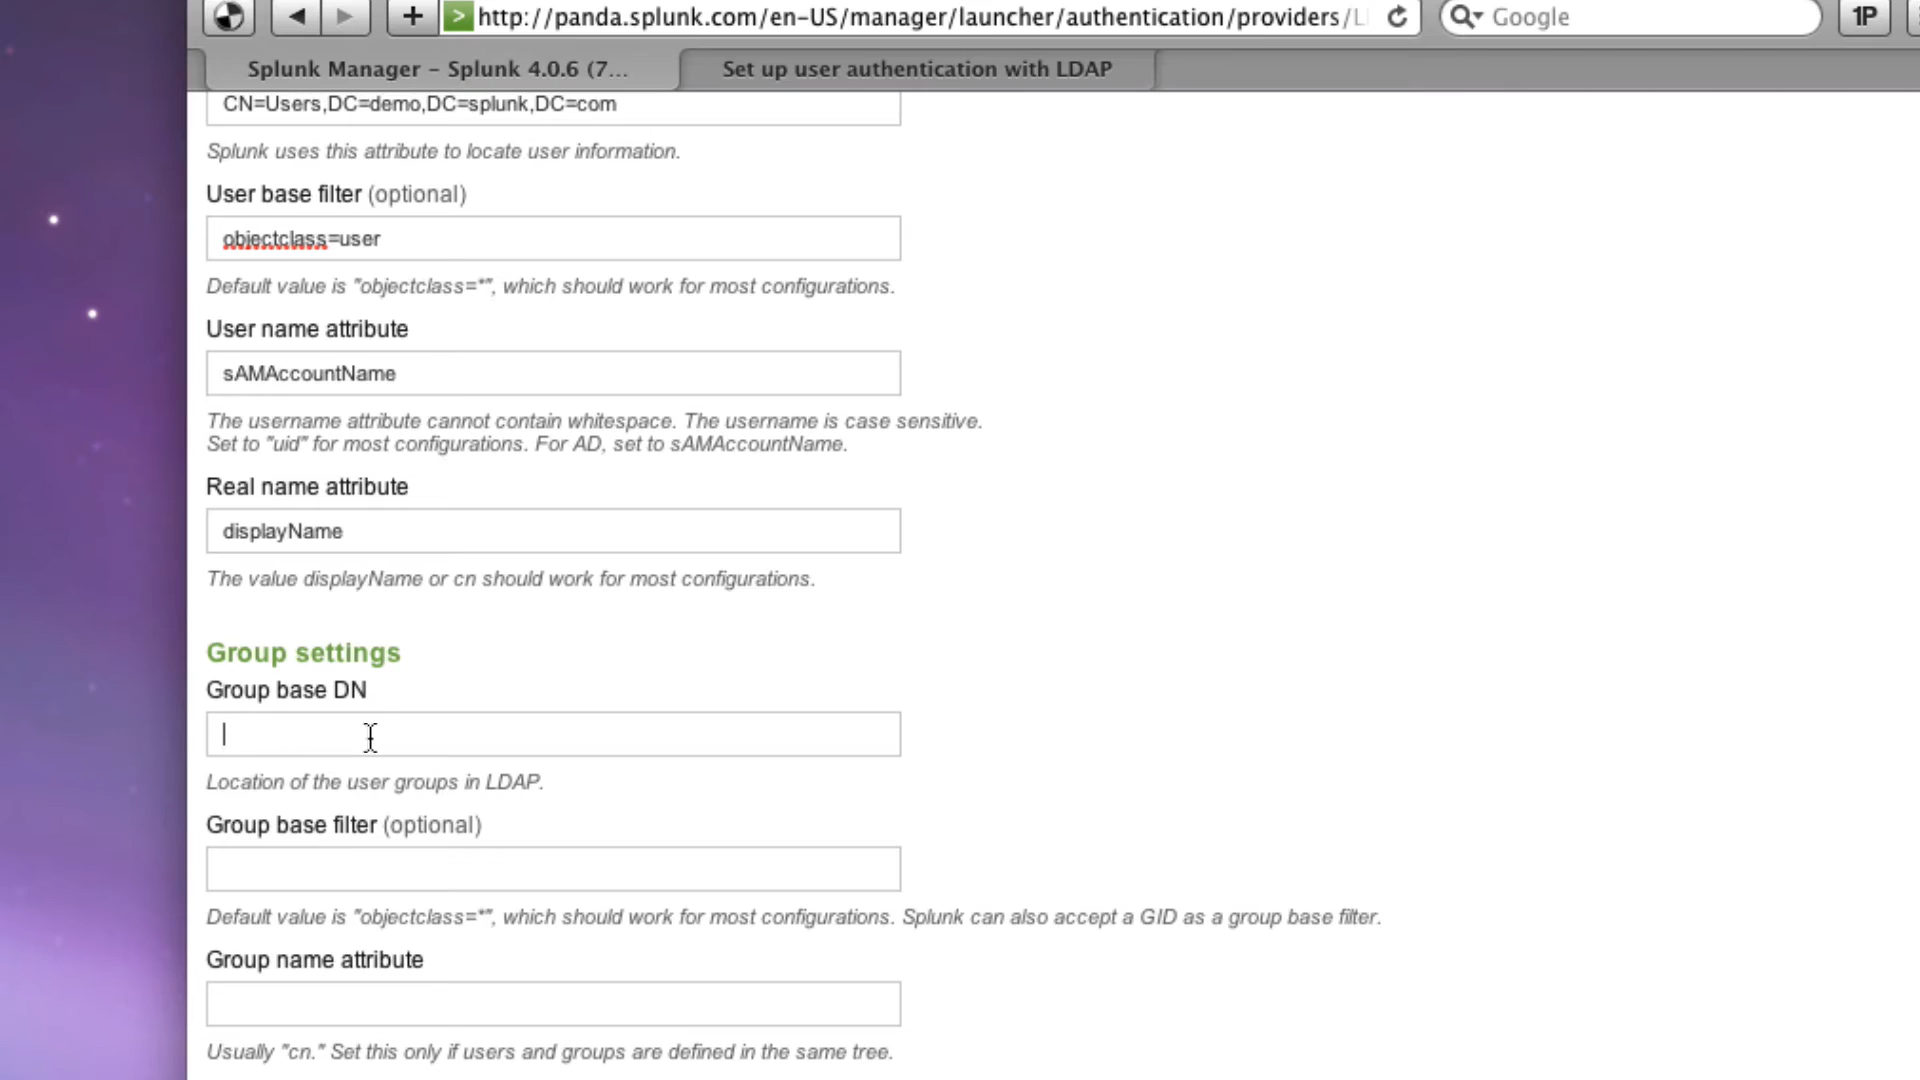 http://panda.splunk.com/en-US/manager/launcher/authentication/providers/L
Google
1P
Splunk Manager – Splunk 4.0.6 (7...
Set up user authentication with LDAP
CN=Users,DC=demo,DC=splunk,DC=com
Splunk uses this attribute to locate user information.
User base filter (optional)
objectclass=user
Default value is "objectclass=*", which should work for most configurations.
User name attribute
sAMAccountName
The username attribute cannot contain whitespace. The username is case sensitive.
Set to "uid" for most configurations. For AD, set to sAMAccountName.
Real name attribute
displayName
The value displayName or cn should work for most configurations.
Group settings
Group base DN
Location of the user groups in LDAP.
Group base filter (optional)
Default value is "objectclass=*", which should work for most configurations. Splunk can also accept a GID as a group base filter.
Group name attribute
Usually "cn." Set this only if users and groups are defined in the same tree.